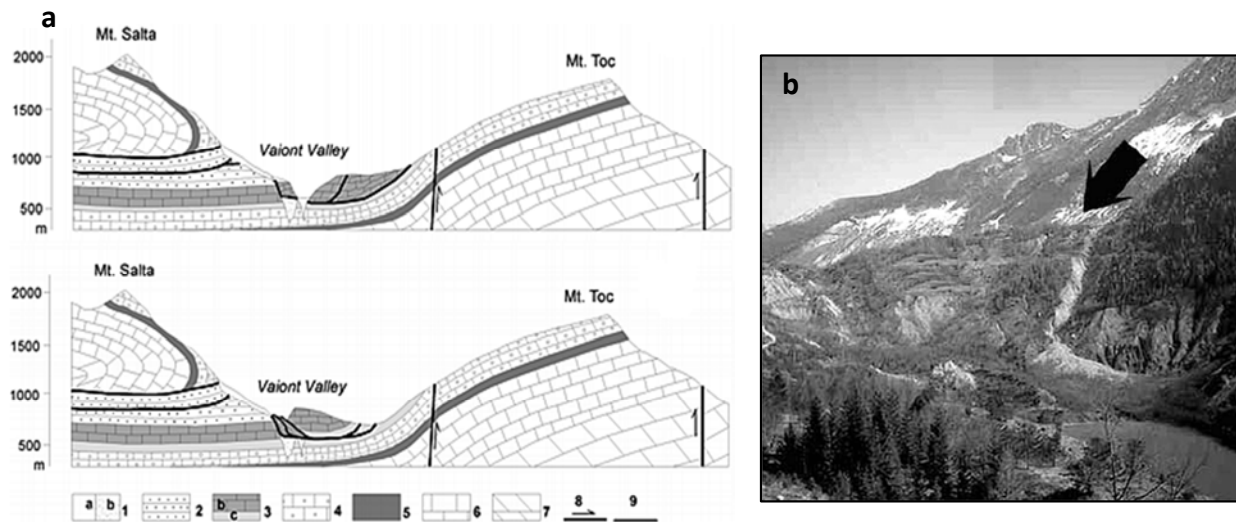 a
Mt. Salta
2000
1500
1000
500
m
Vaiont Valley
Mt. Toc
Mt. Salta
2000
1500
1000
500
m
Vaiont Valley
Mt. Toc
a b 1 2 b c 3 4 5 6 7 8 9
b